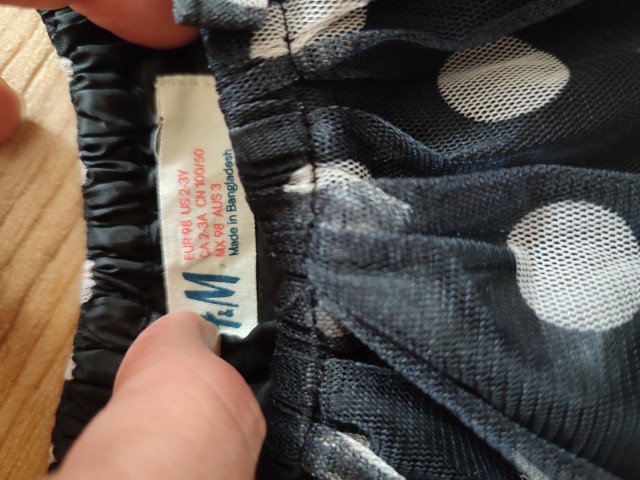 H&M
EUR 98 US 2-3Y
CA 2-3A CN 100/50
MX 98 AUS 3
Made in Bangladesh